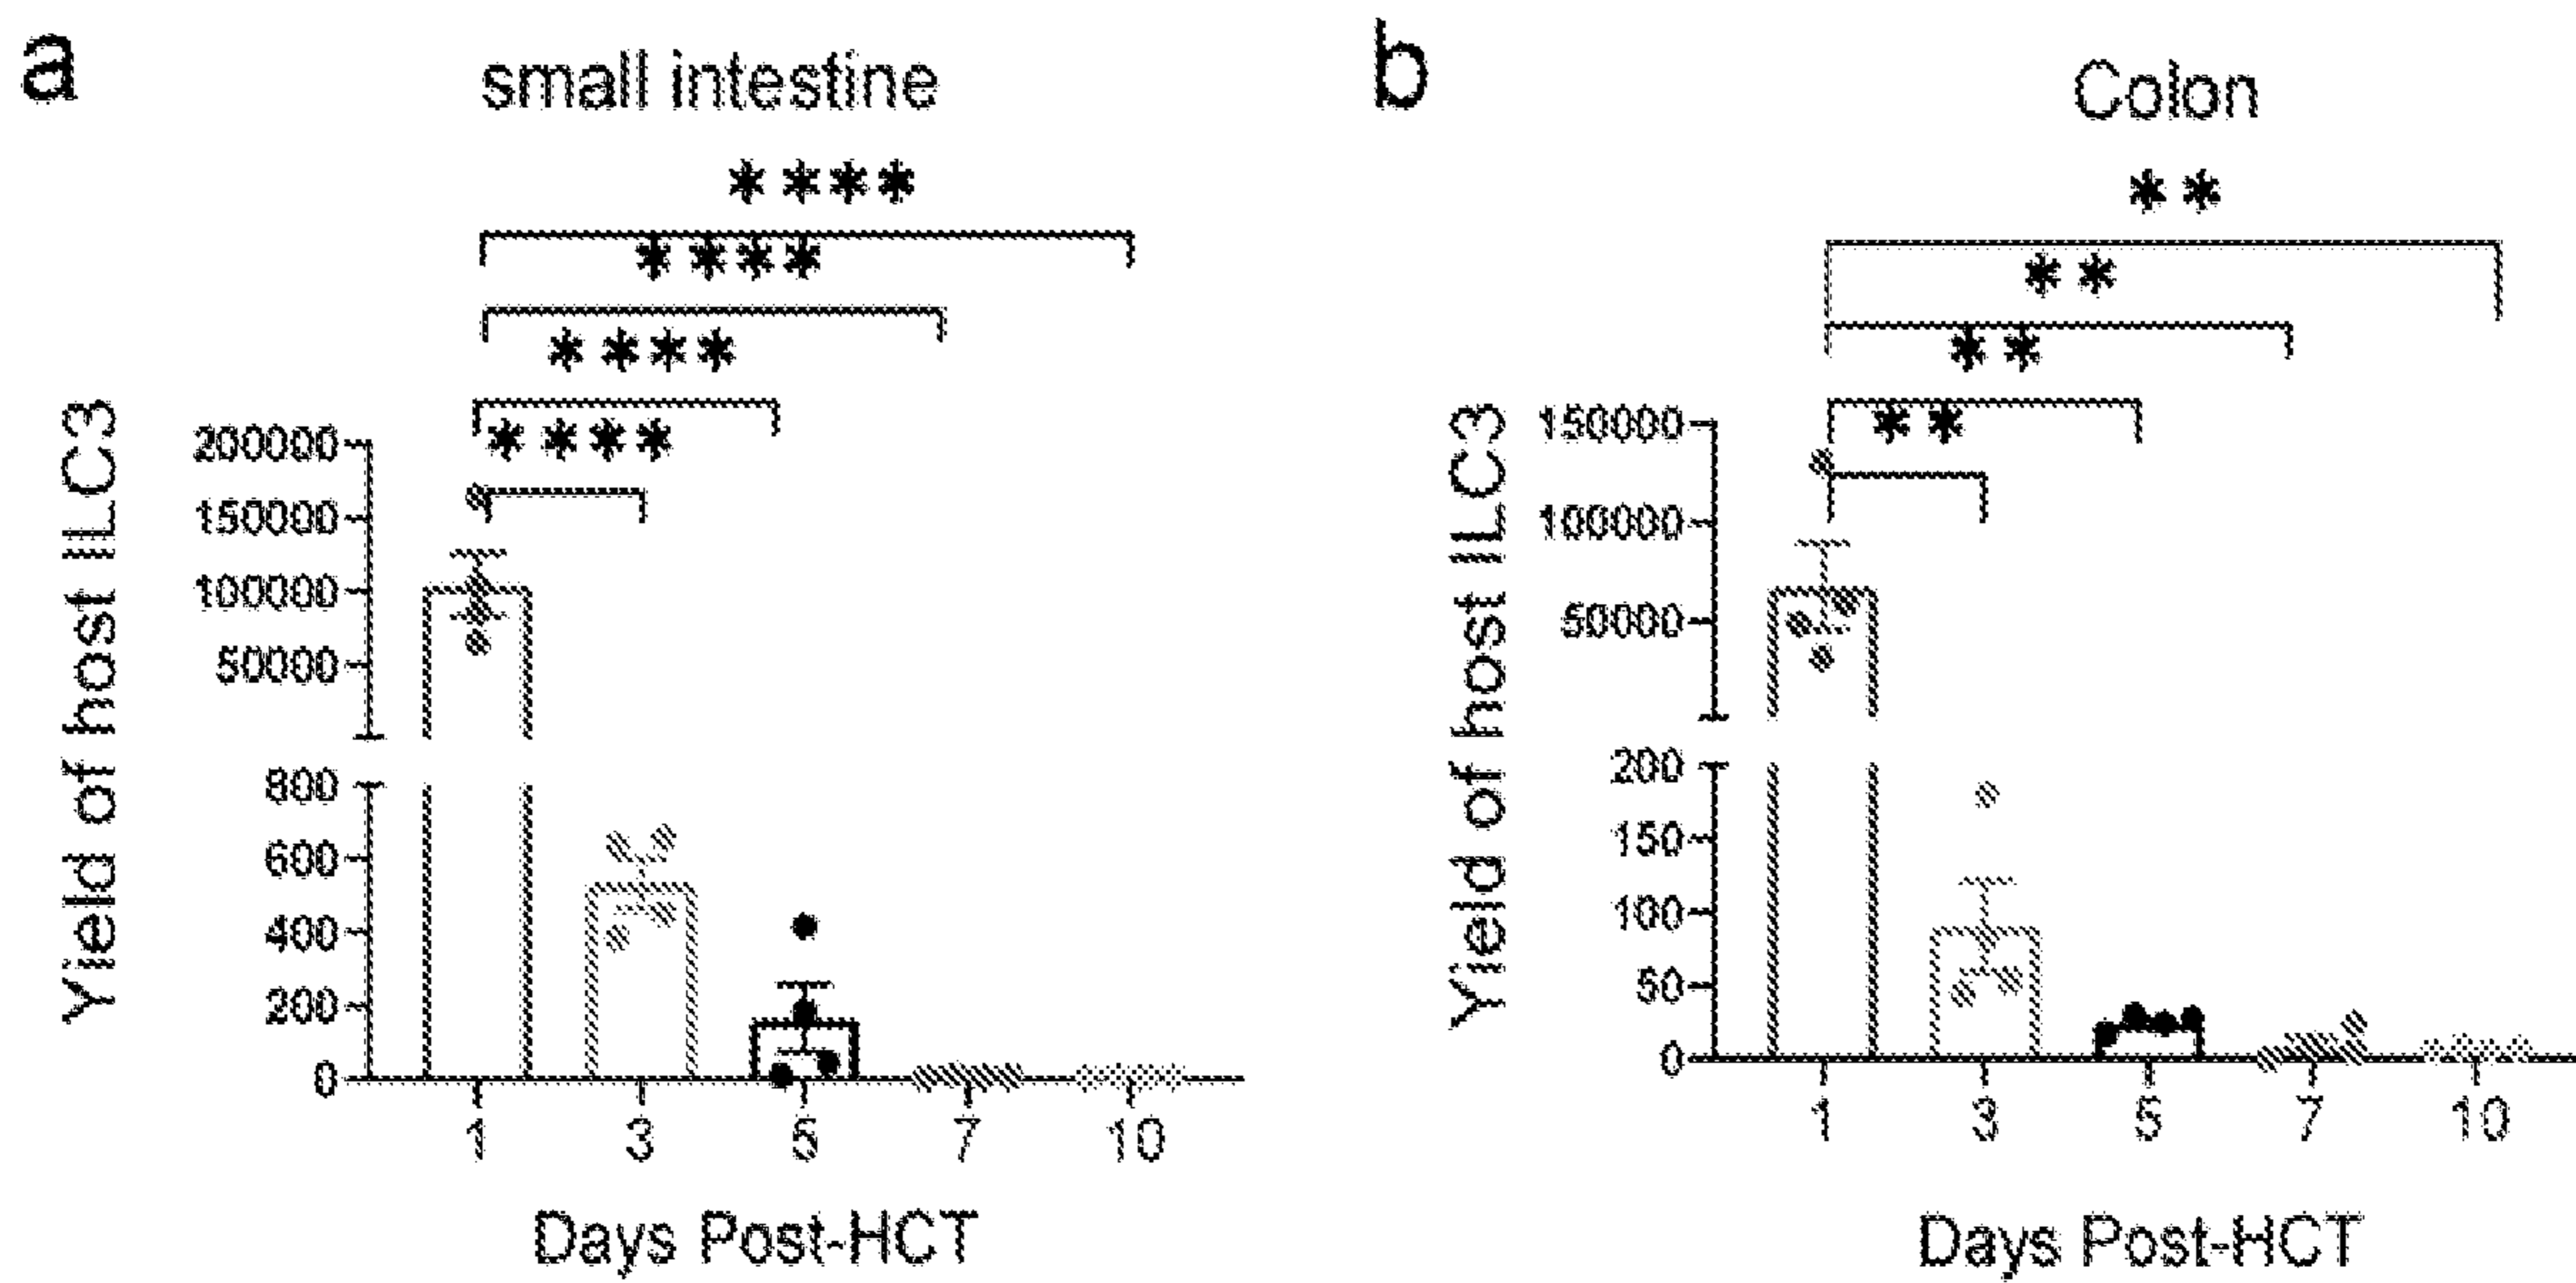 a
small intestine
****
****
****
****
Yield of host ILC3
200000
150000
100000
50000
800
600
400
200
0
1 3 5 7 10
Days Post-HCT
b
Colon
**
**
**
**
Yield of host ILC3
150000
100000
50000
200
150
100
50
0
1 3 5 7 10
Days Post-HCT